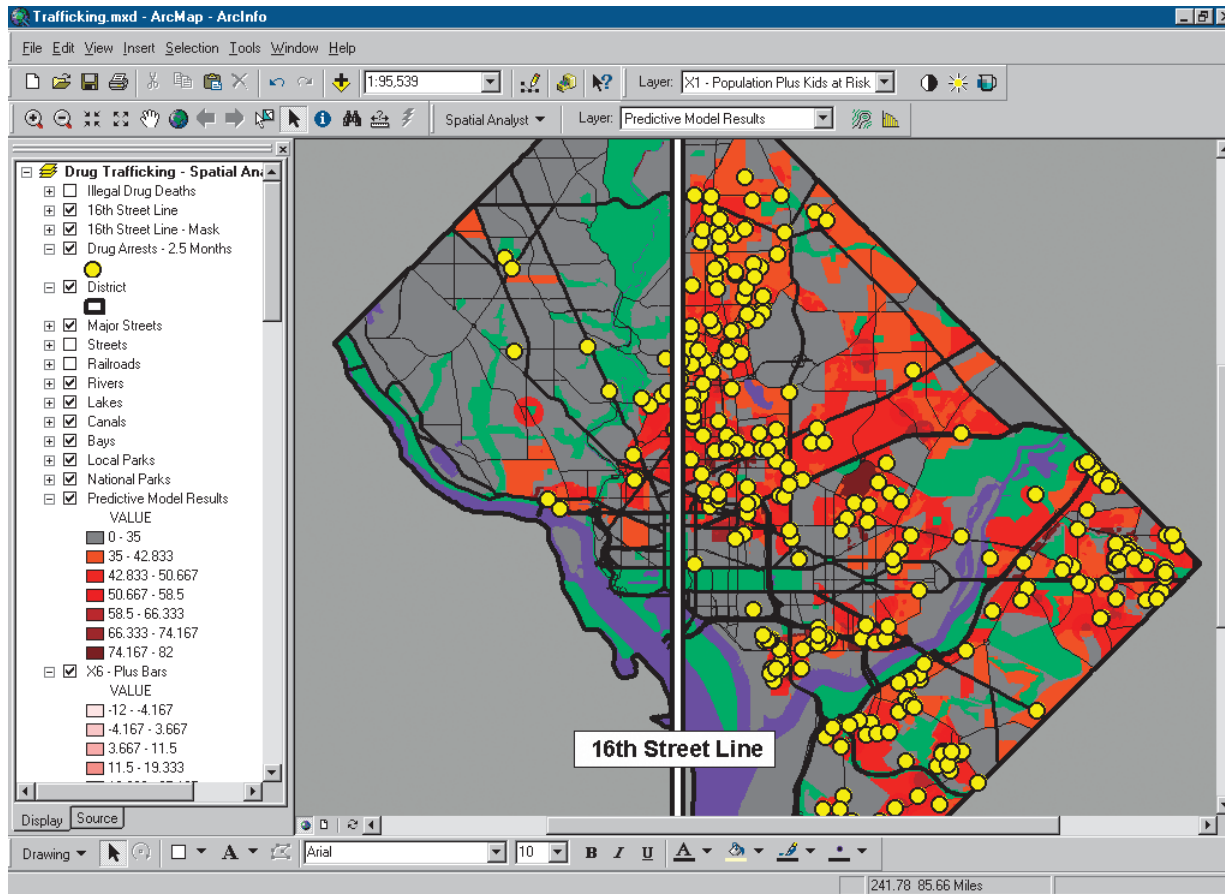 Trafficking.mxd - ArcMap - ArcInfo
File Edit View Insert Selection Tools Window Help
1:95,539 Layer: X1 - Population Plus Kids at Risk
Spatial Analyst Layer: Predictive Model Results
Drug Trafficking - Spatial
Illegal Drug Deaths
16th Street Line
16th Street Line - Mask
Drug Arrests - 2.5 Months
District
Major Streets
Streets
Railroads
Rivers
Lakes
Canals
Bays
Local Parks
National Parks
Predictive Model Results
VALUE
0 - 35
35 - 42.833
42.833 - 50.667
50.667 - 58.5
58.5 - 66.333
66.333 - 74.167
74.167 - 82
X6 - Plus Bars
VALUE
-12 - -4.167
-4.167 - 3.667
3.667 - 11.5
11.5 - 19.333
16th Street Line
Display Source
Drawing A Arial 10 B I U A
241.78 85.66 Miles